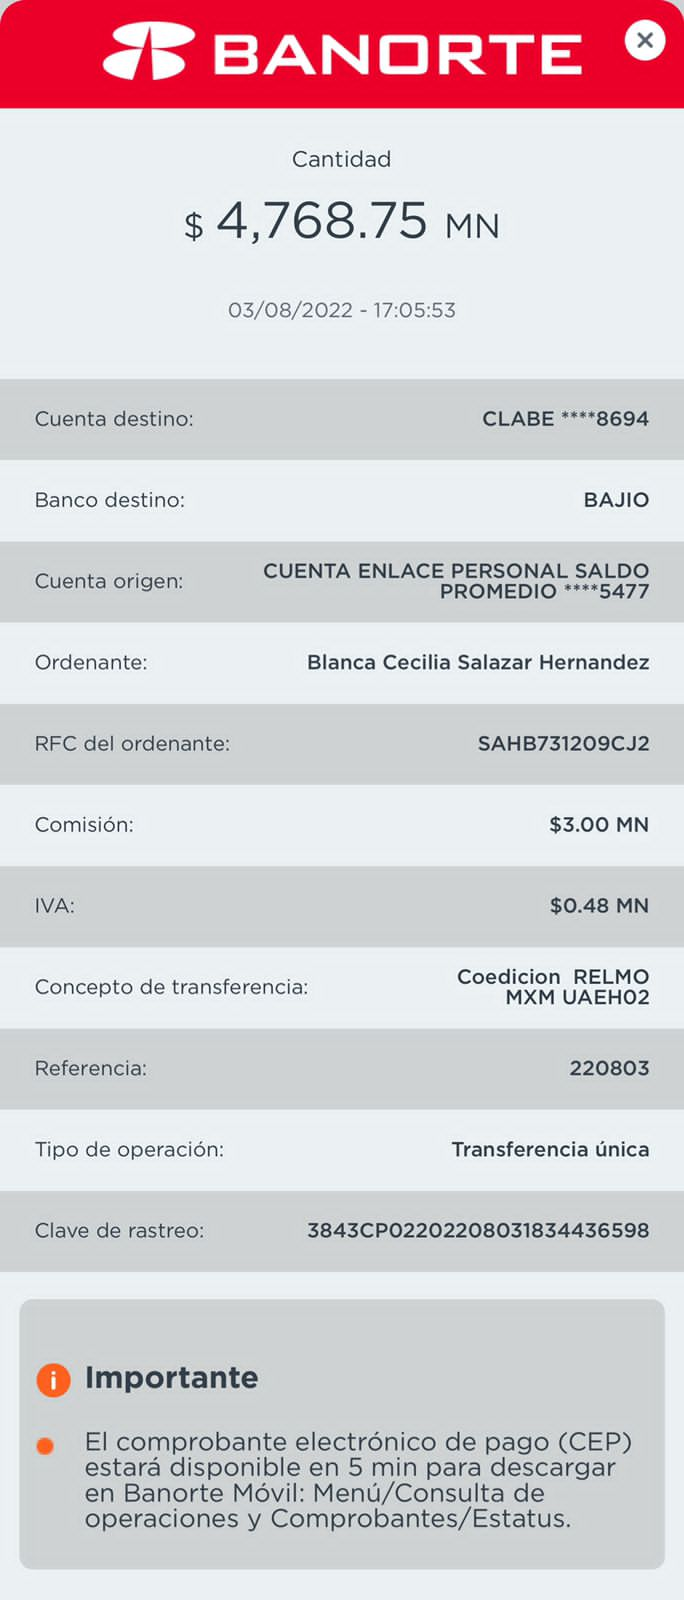 BANORTE
Cantidad
$ 4,768.75 MN
03/08/2022 - 17:05:53
Cuenta destino: CLABE ****8694
Banco destino: BAJIO
Cuenta origen: CUENTA ENLACE PERSONAL SALDO
PROMEDIO ****5477
Ordenante: Blanca Cecilia Salazar Hernandez
RFC del ordenante: SAHB731209CJ2
Comisión: $3.00 MN
IVA: $0.48 MN
Concepto de transferencia: Coedicion RELMO
MXM UAEH02
Referencia: 220803
Tipo de operación: Transferencia única
Clave de rastreo: 3843CP02202208031834436598
Importante
El comprobante electrónico de pago (CEP)
estará disponible en 5 min para descargar
en Banorte Móvil: Menú/Consulta de
operaciones y Comprobantes/Estatus.